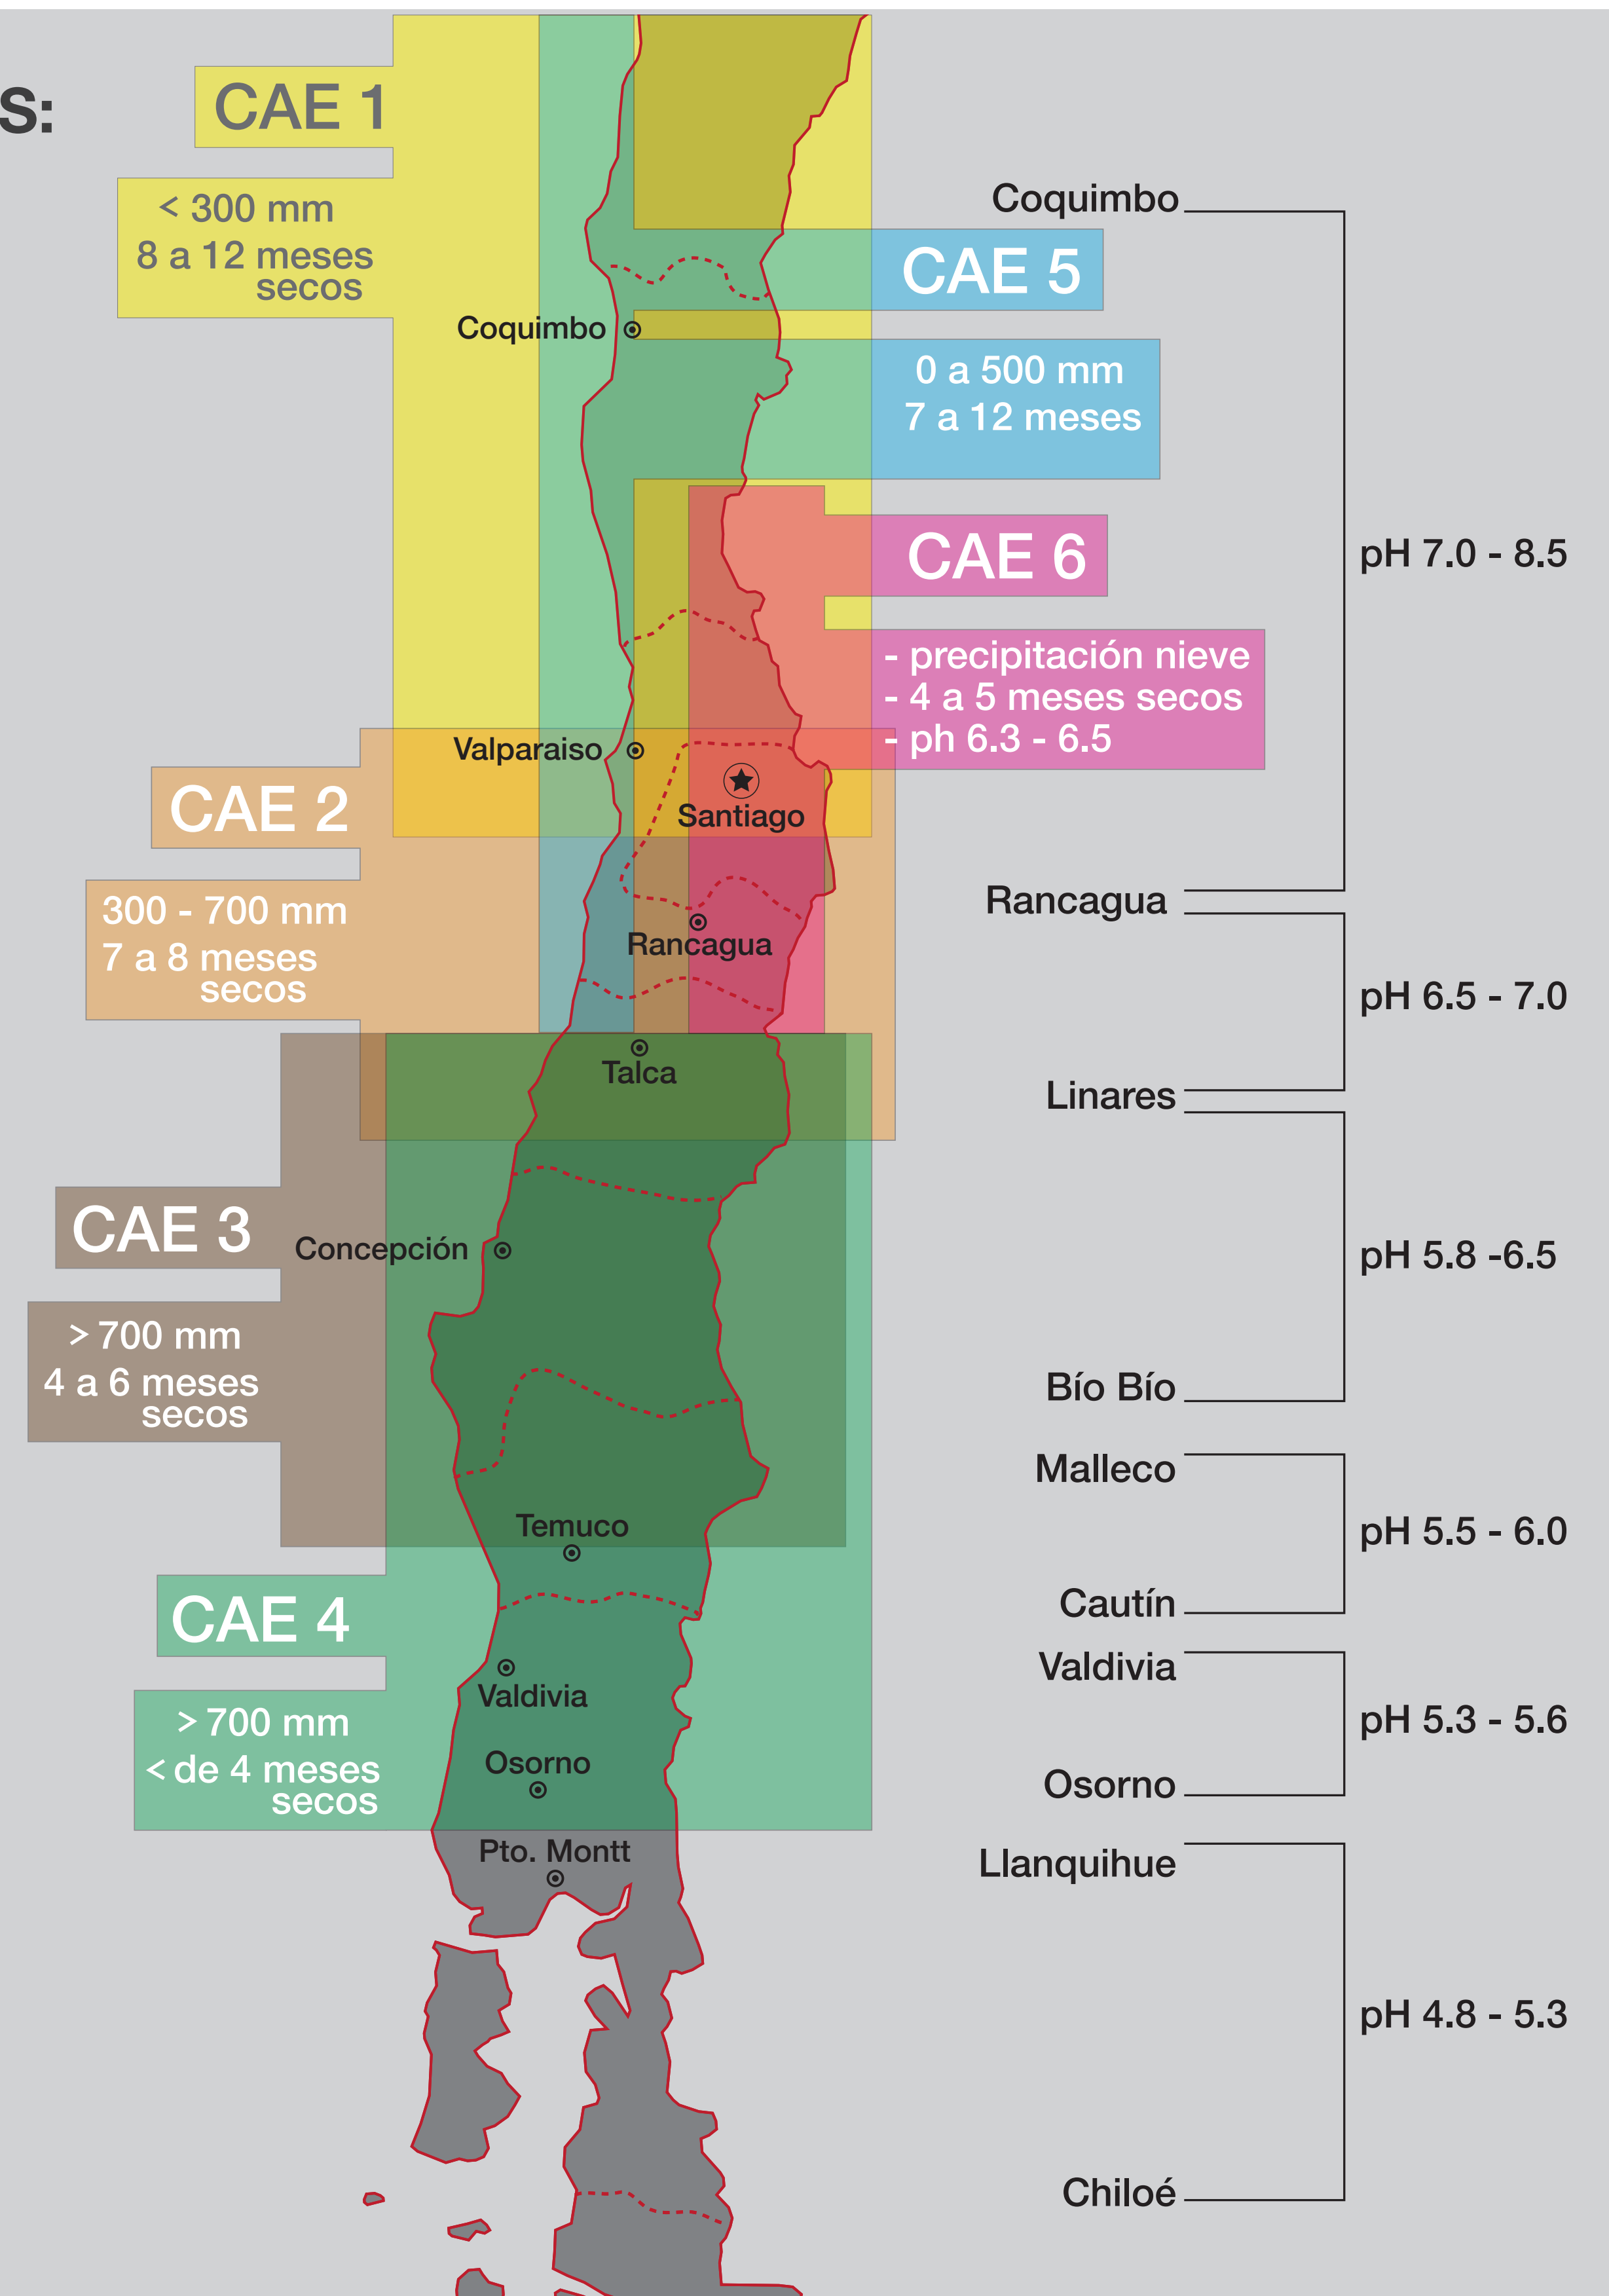 S:
CAE 1
< 300 mm
8 a 12 meses
secos
Coquimbo
CAE 5
0 a 500 mm
7 a 12 meses
CAE 6
- precipitación nieve
- 4 a 5 meses secos
- ph 6.3 - 6.5
Valparaiso
Santiago
CAE 2
300 - 700 mm
7 a 8 meses
secos
Rancagua
Talca
CAE 3
> 700 mm
4 a 6 meses
secos
Concepción
Temuco
CAE 4
> 700 mm
< de 4 meses
secos
Valdivia
Osorno
Pto. Montt
Coquimbo
pH 7.0 - 8.5
Rancagua
pH 6.5 - 7.0
Linares
pH 5.8 -6.5
Bío Bío
Malleco
pH 5.5 - 6.0
Cautín
Valdivia
pH 5.3 - 5.6
Osorno
Llanquihue
pH 4.8 - 5.3
Chiloé